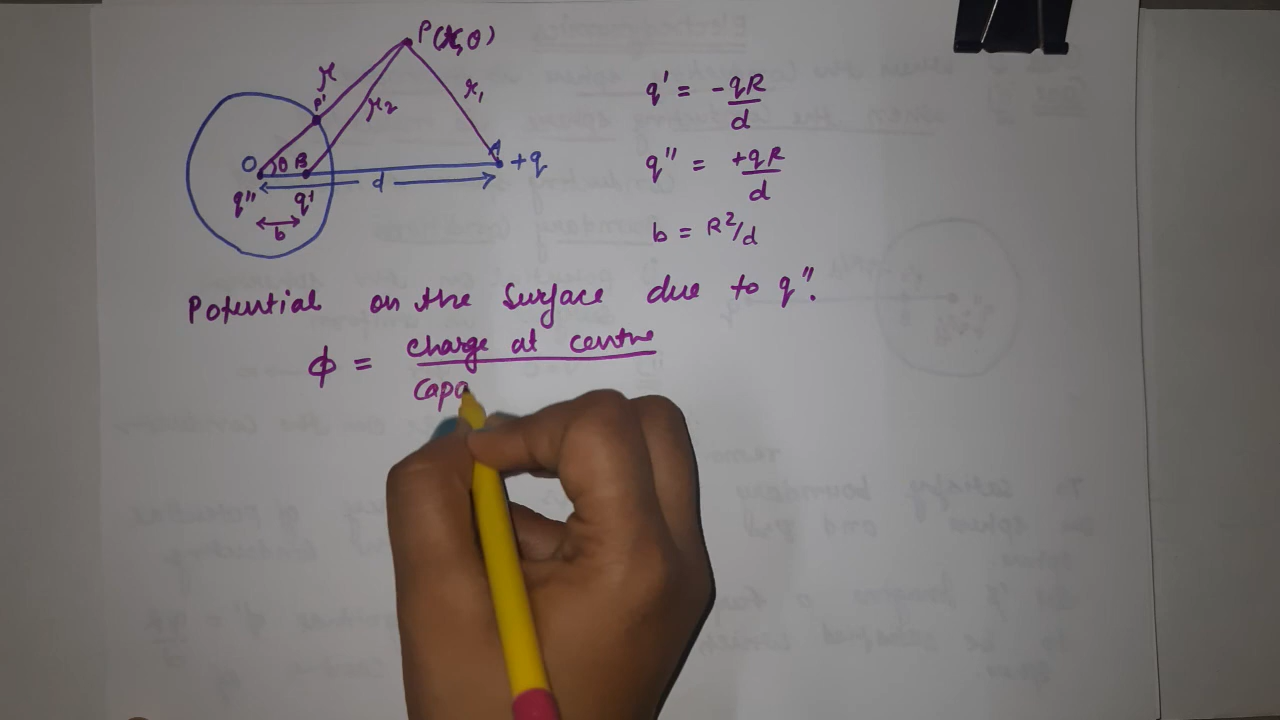 P(r,θ)
r
P'
r₂
r₁
O θ B A +q
q" q' d
b
q' = -qR/d
q" = +qR/d
b = R²/d
Potential on the Surface due to q".
ϕ = charge at centre
Capa